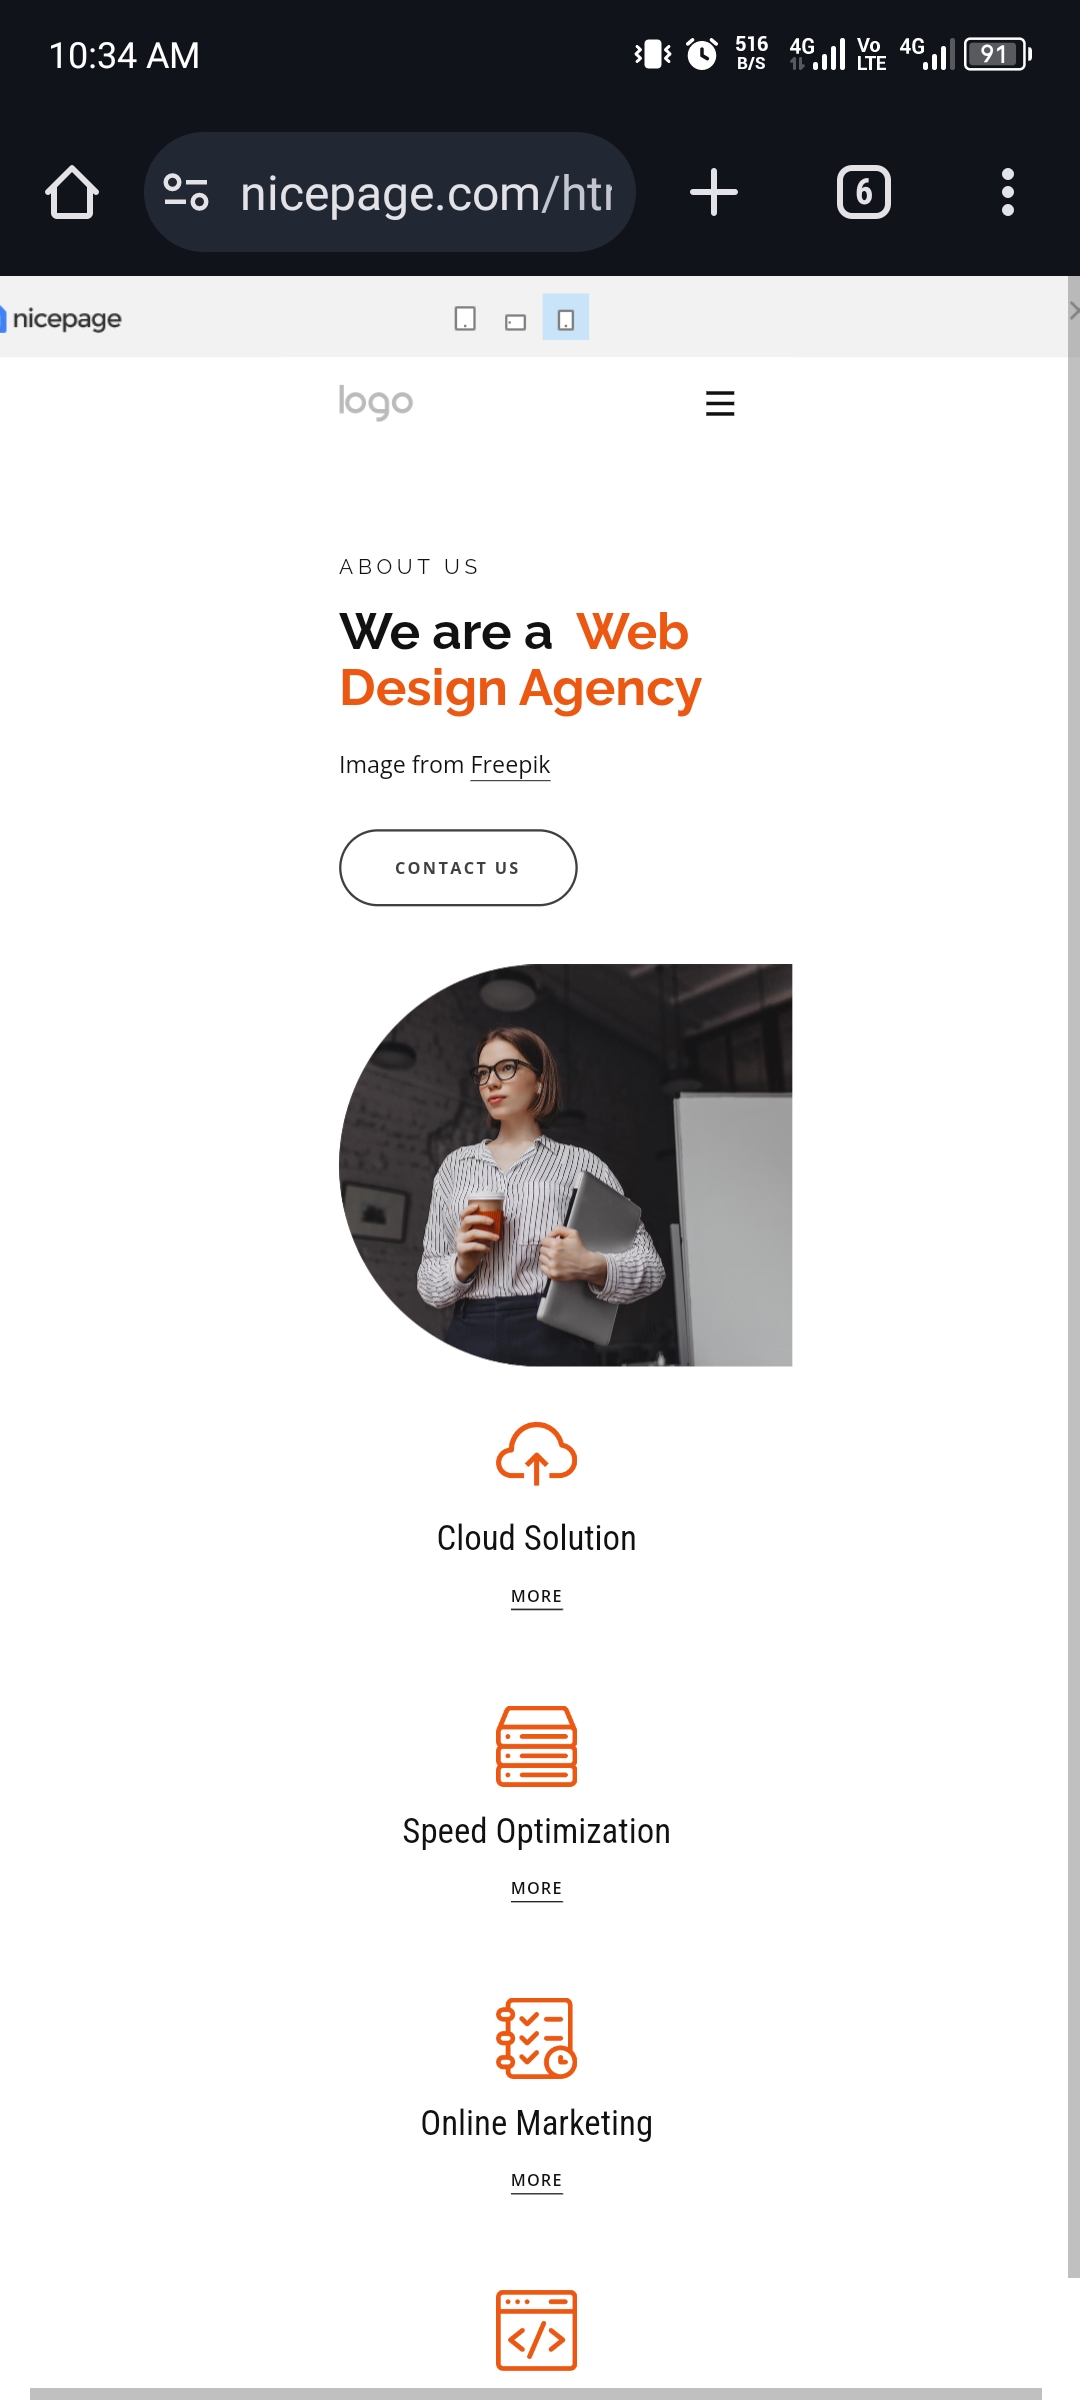 10:34 AM
516
B/S
4G
Vo
LTE
4G
91
nicepage.com/ht
6
nicepage
logo
ABOUT US
We are a Web
Design Agency
Image from Freepik
CONTACT US
Cloud Solution
MORE
Speed Optimization
MORE
Online Marketing
MORE